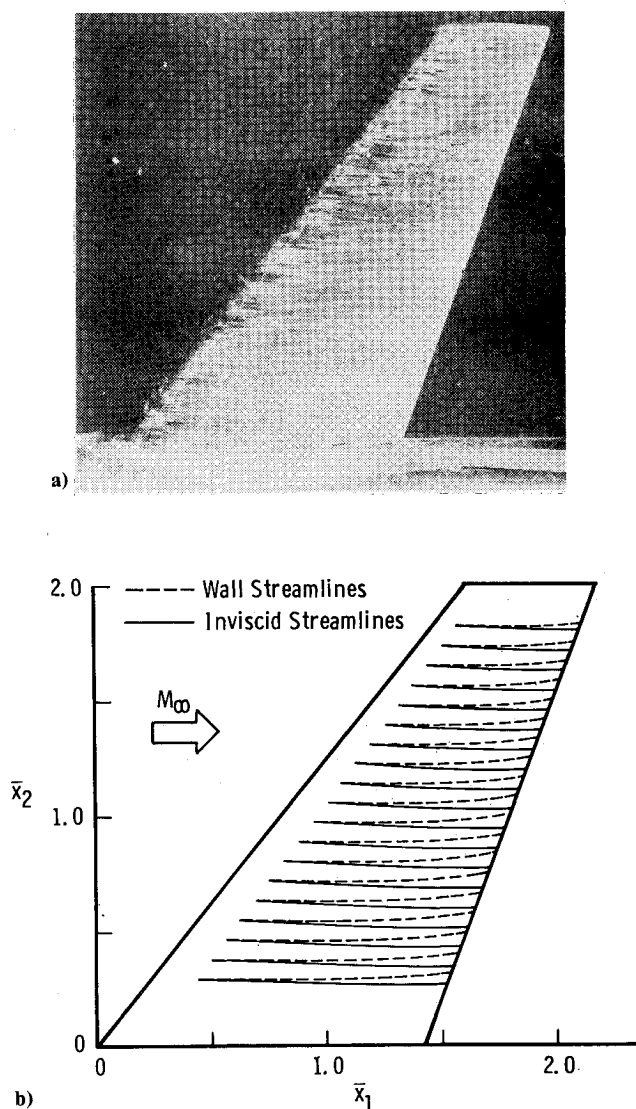 a)
2.0
--- Wall Streamlines
— Inviscid Streamlines
M∞
x̄2
1.0
0
0
1.0
2.0
b)
x̄1